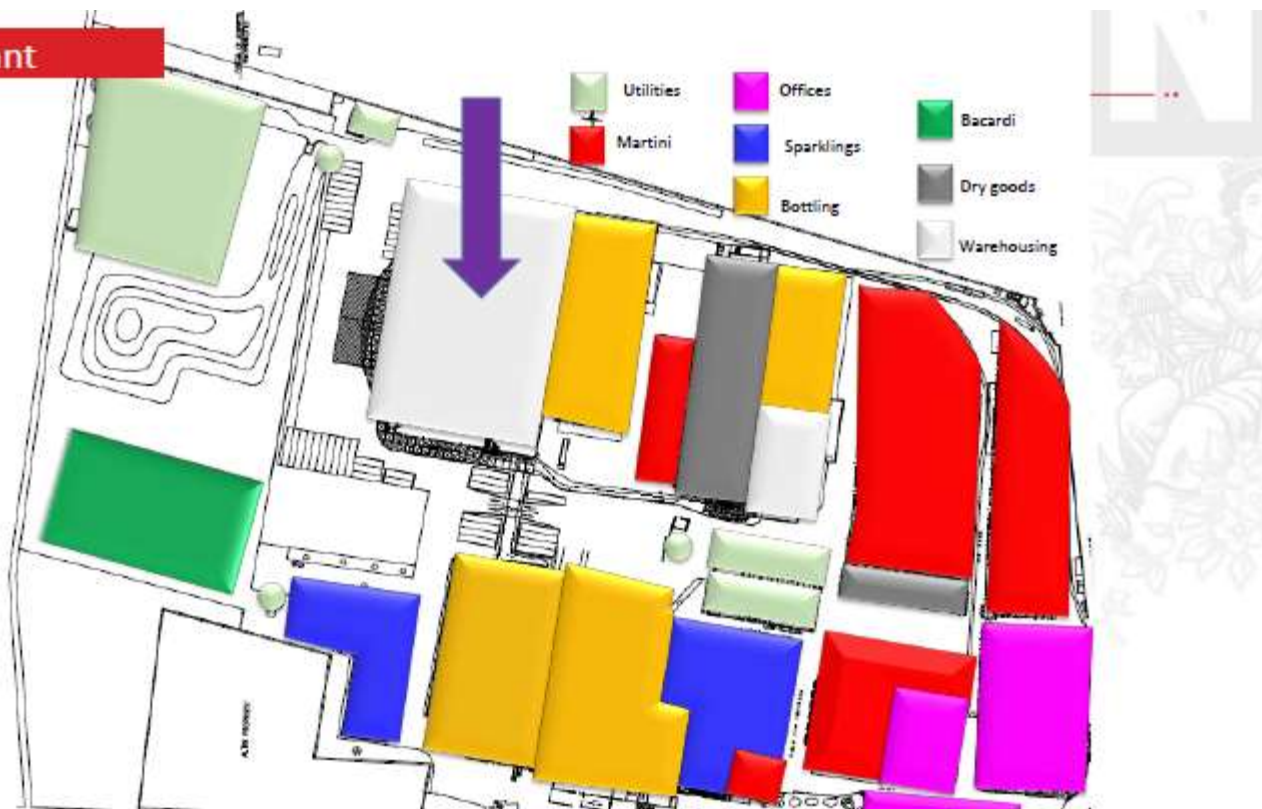 nt
Utilities
Offices
Bacardi
Martini
Sparklings
Dry goods
Bottling
Warehousing